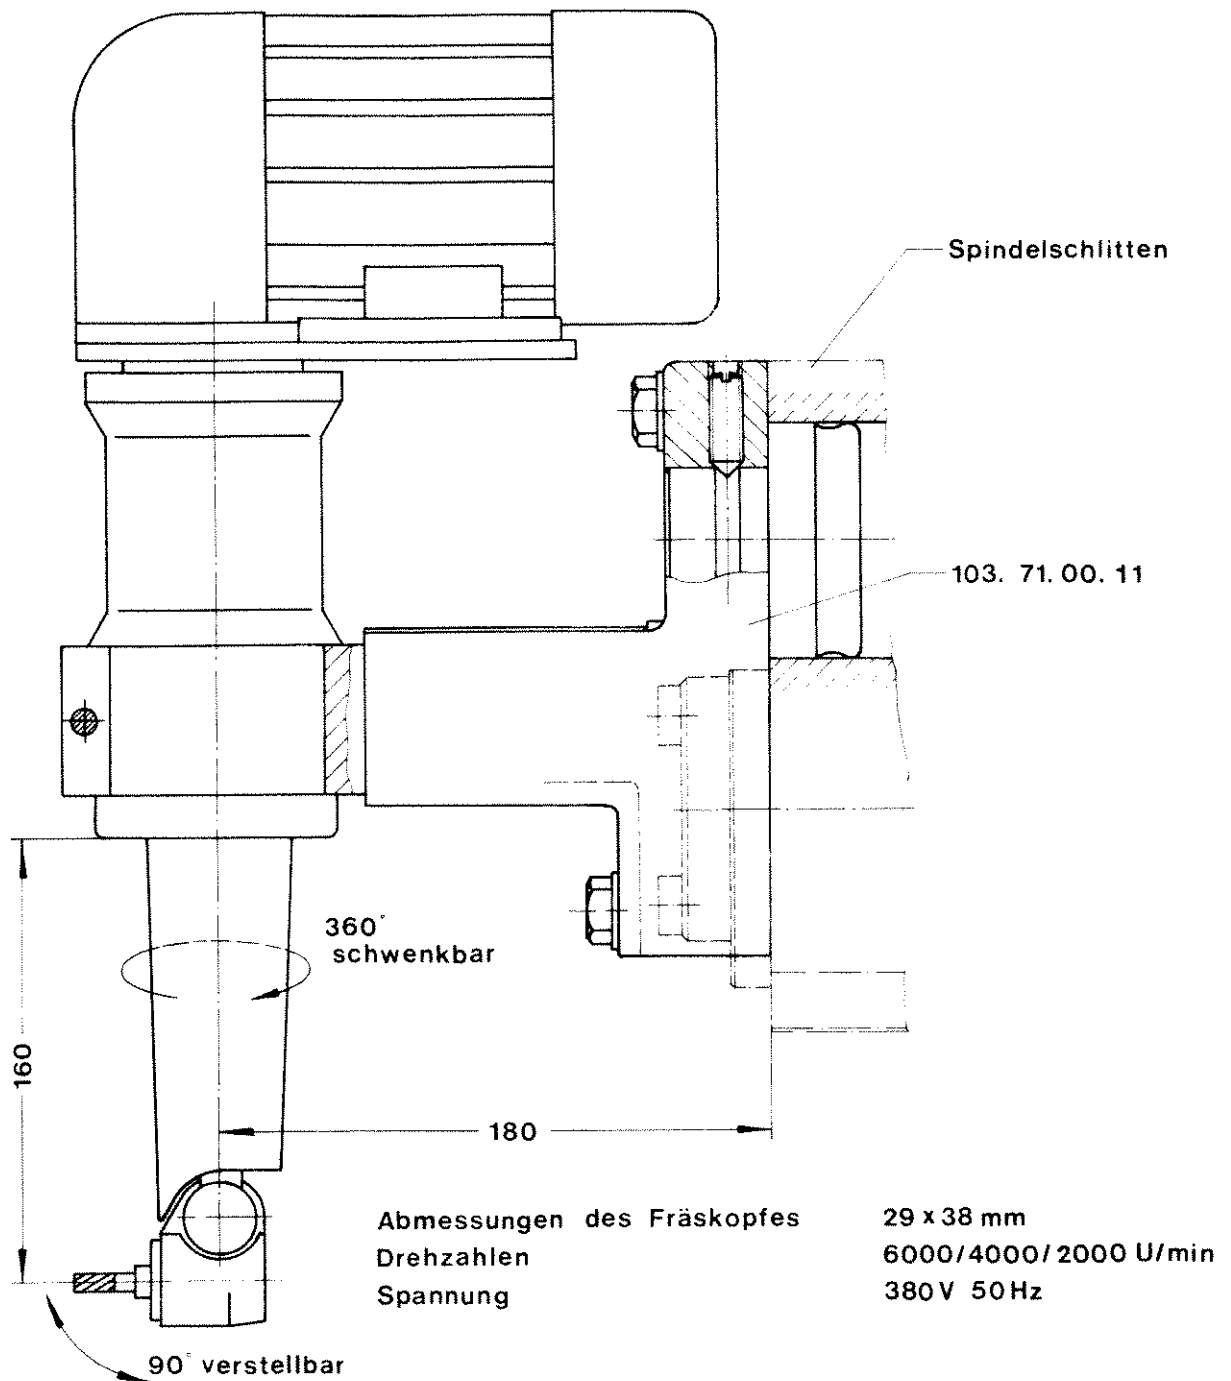 Spindelschlitten
103. 71. 00. 11
360°
schwenkbar
160
180
Abmessungen des Fräskopfes 29 x 38 mm
Drehzahlen 6000/4000/2000 U/min
Spannung 380V 50Hz
90° verstellbar